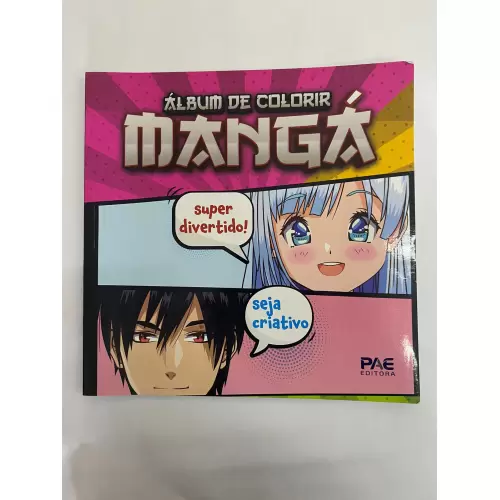 ÁLBUM DE COLORIR
MANGÁ
super
divertido!
seja
criativo
PAE
EDITORA